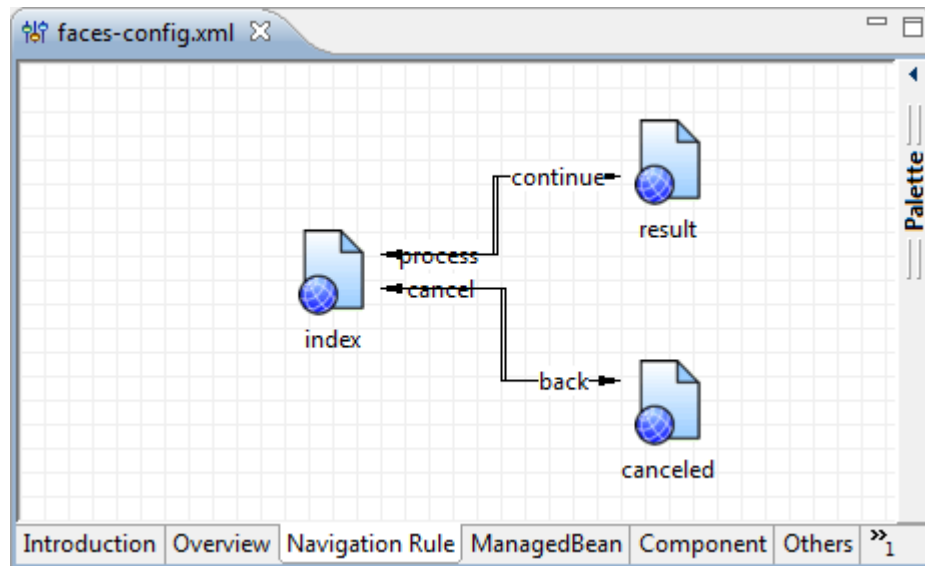 faces-config.xml
continue
result
process
cancel
index
back
canceled
Palette
Introduction Overview Navigation Rule ManagedBean Component Others »1